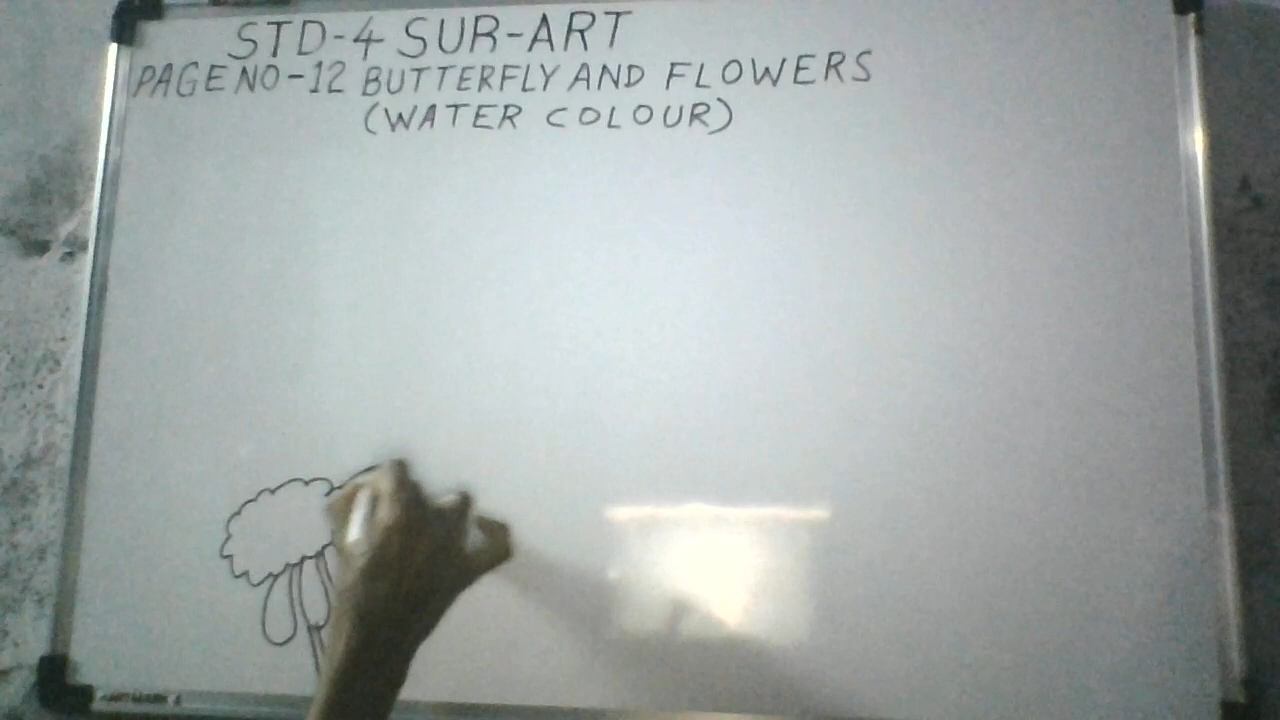 STD-4 SUR-ART
PAGE NO-12 BUTTERFLY AND FLOWERS
(WATER COLOUR)